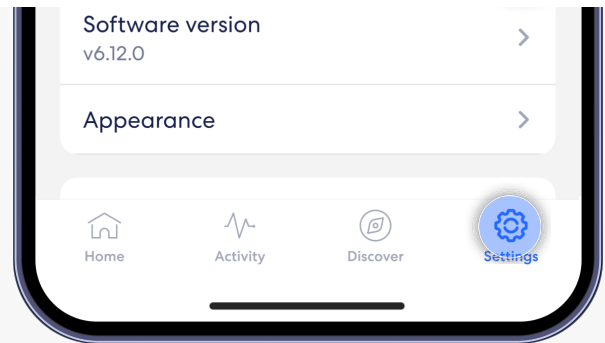 Software version
v6.12.0
Appearance
Home
Activity
Discover
Settings